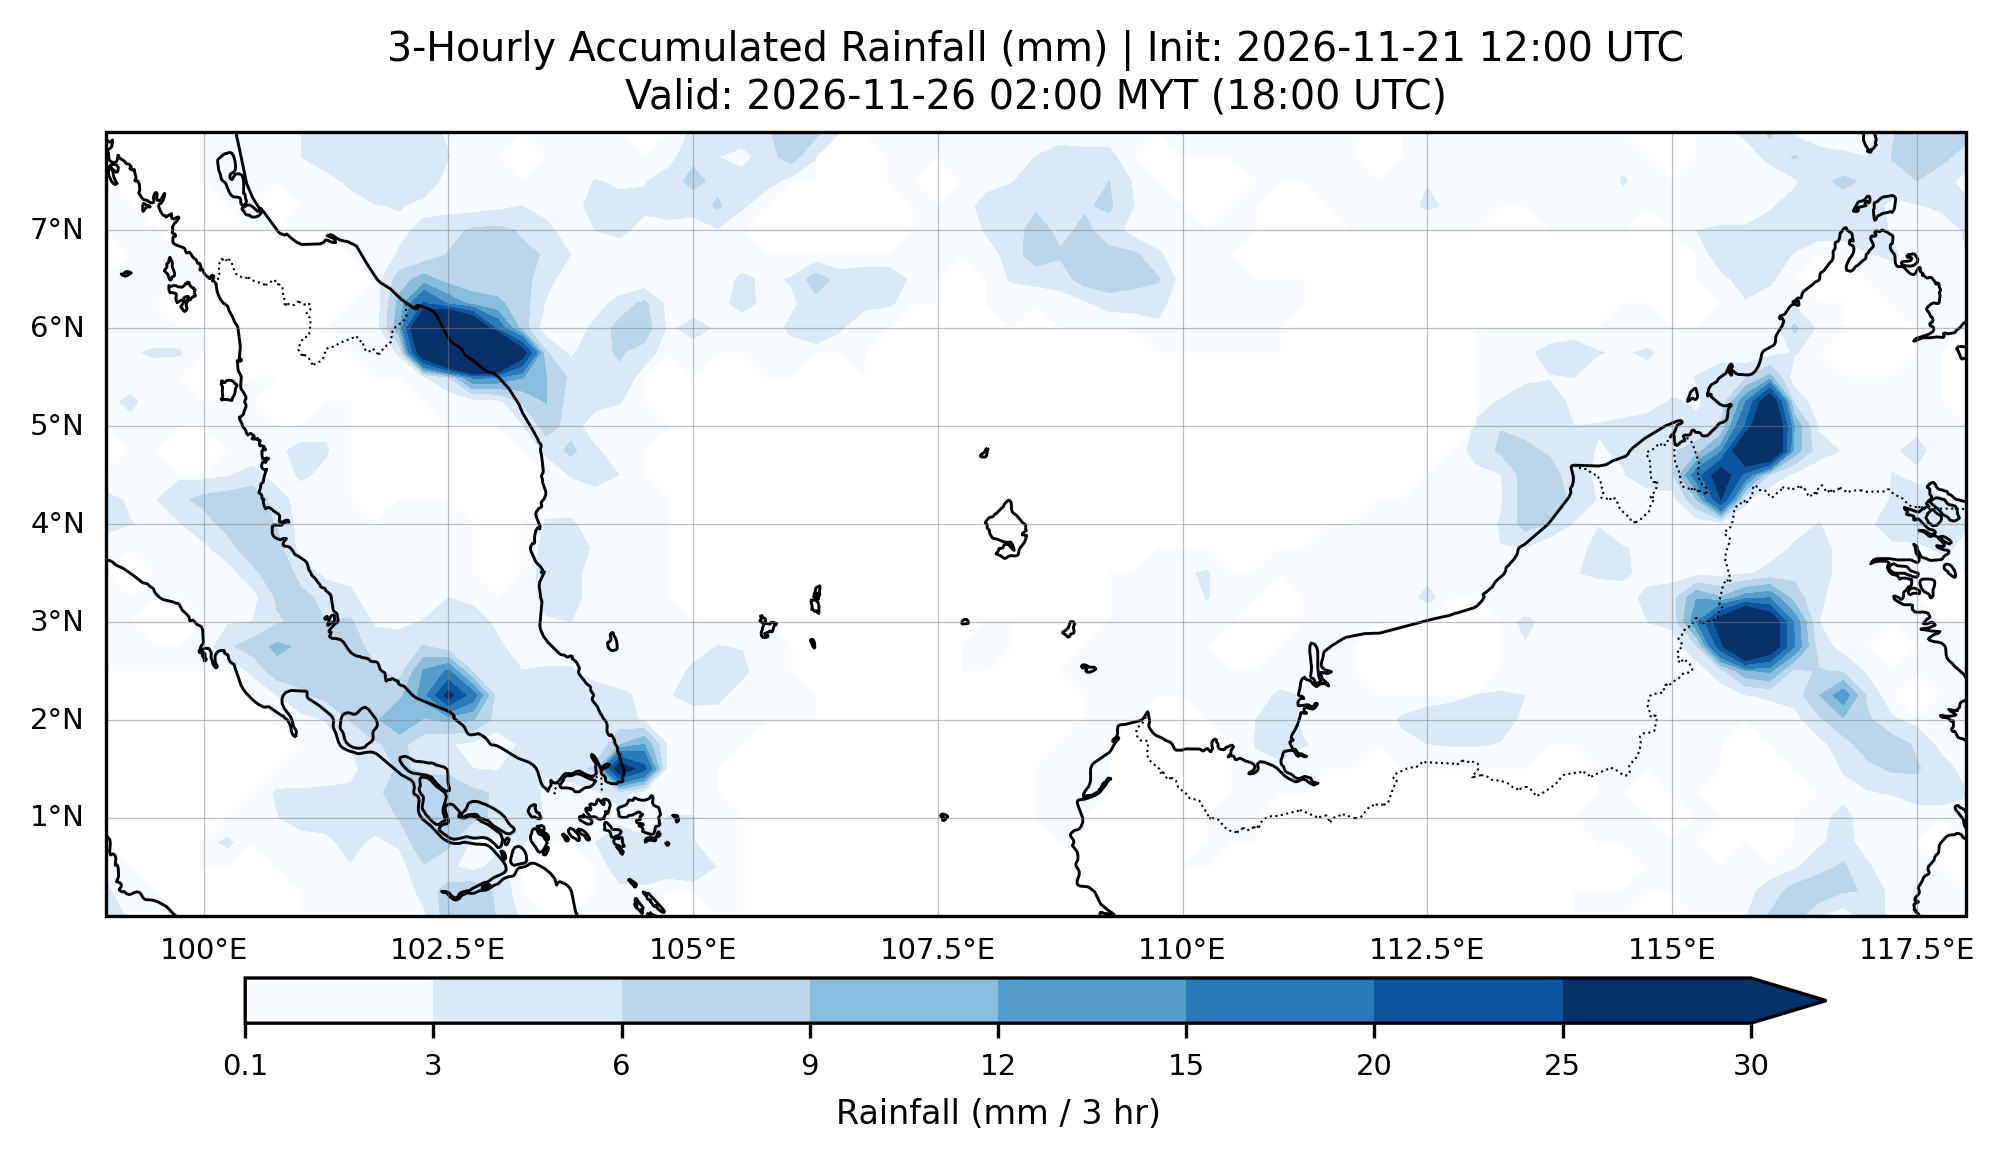 3-Hourly Accumulated Rainfall (mm) | Init: 2026-11-21 12:00 UTC
Valid: 2026-11-26 02:00 MYT (18:00 UTC)
7°N
6°N
5°N
4°N
3°N
2°N
1°N
100°E 102.5°E 105°E 107.5°E 110°E 112.5°E 115°E 117.5°E
0.1 3 6 9 12 15 20 25 30
Rainfall (mm / 3 hr)